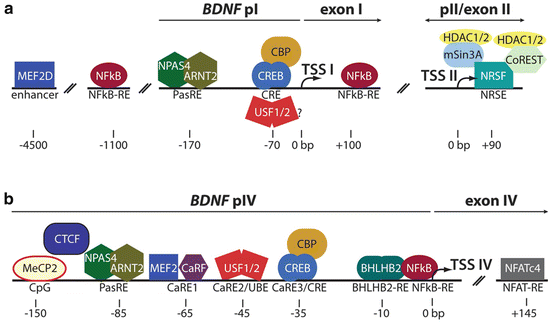 a
BDNF pI
exon I
pII/exon II
HDAC1/2
HDAC1/2
CBP
mSin3A
CoREST
NPAS4
TSS I
TSS II
MEF2D
NFkB
ARNT2
CREB
NFkB
NRSF
enhancer
NFkB-RE
PasRE
CRE
NFkB-RE
NRSE
USF1/2
?
-4500
-1100
-170
-70
0 bp
+100
0 bp
+90
b
BDNF pIV
exon IV
CTCF
CBP
NPAS4
TSS IV
MeCP2
ARNT2
MEF2
CaRF
USF1/2
CREB
BHLHB2
NFkB
NFATc4
CpG
PasRE
CaRE1
CaRE2/UBE
CaRE3/CRE
BHLHB2-RE
NFkB-RE
NFAT-RE
-150
-85
-65
-45
-35
-10
0 bp
+145